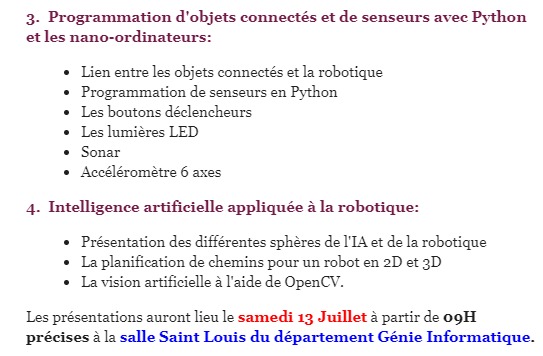 3. Programmation d'objets connectés et de senseurs avec Python
et les nano-ordinateurs:
• Lien entre les objets connectés et la robotique
• Programmation de senseurs en Python
• Les boutons déclencheurs
• Les lumières LED
• Sonar
• Accéléromètre 6 axes
4. Intelligence artificielle appliquée à la robotique:
• Présentation des différentes sphères de l'IA et de la robotique
• La planification de chemins pour un robot en 2D et 3D
• La vision artificielle à l'aide de OpenCV.
Les présentations auront lieu le samedi 13 Juillet à partir de 09H
précises à la salle Saint Louis du département Génie Informatique.